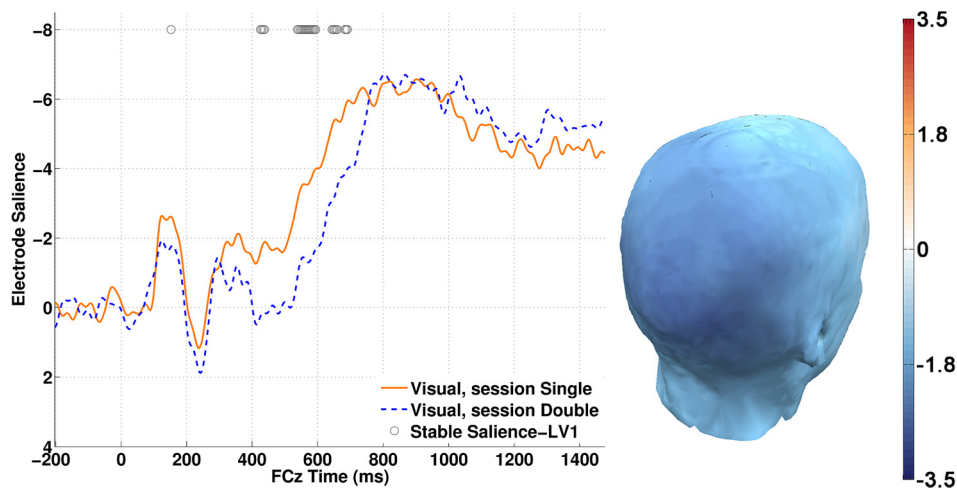 −8
−6
−4
−2
0
2
4
Electrode Salience
−200 0 200 400 600 800 1000 1200 1400
FCz Time (ms)
Visual, session Single
Visual, session Double
Stable Salience−LV1
3.5
1.8
0
-1.8
-3.5